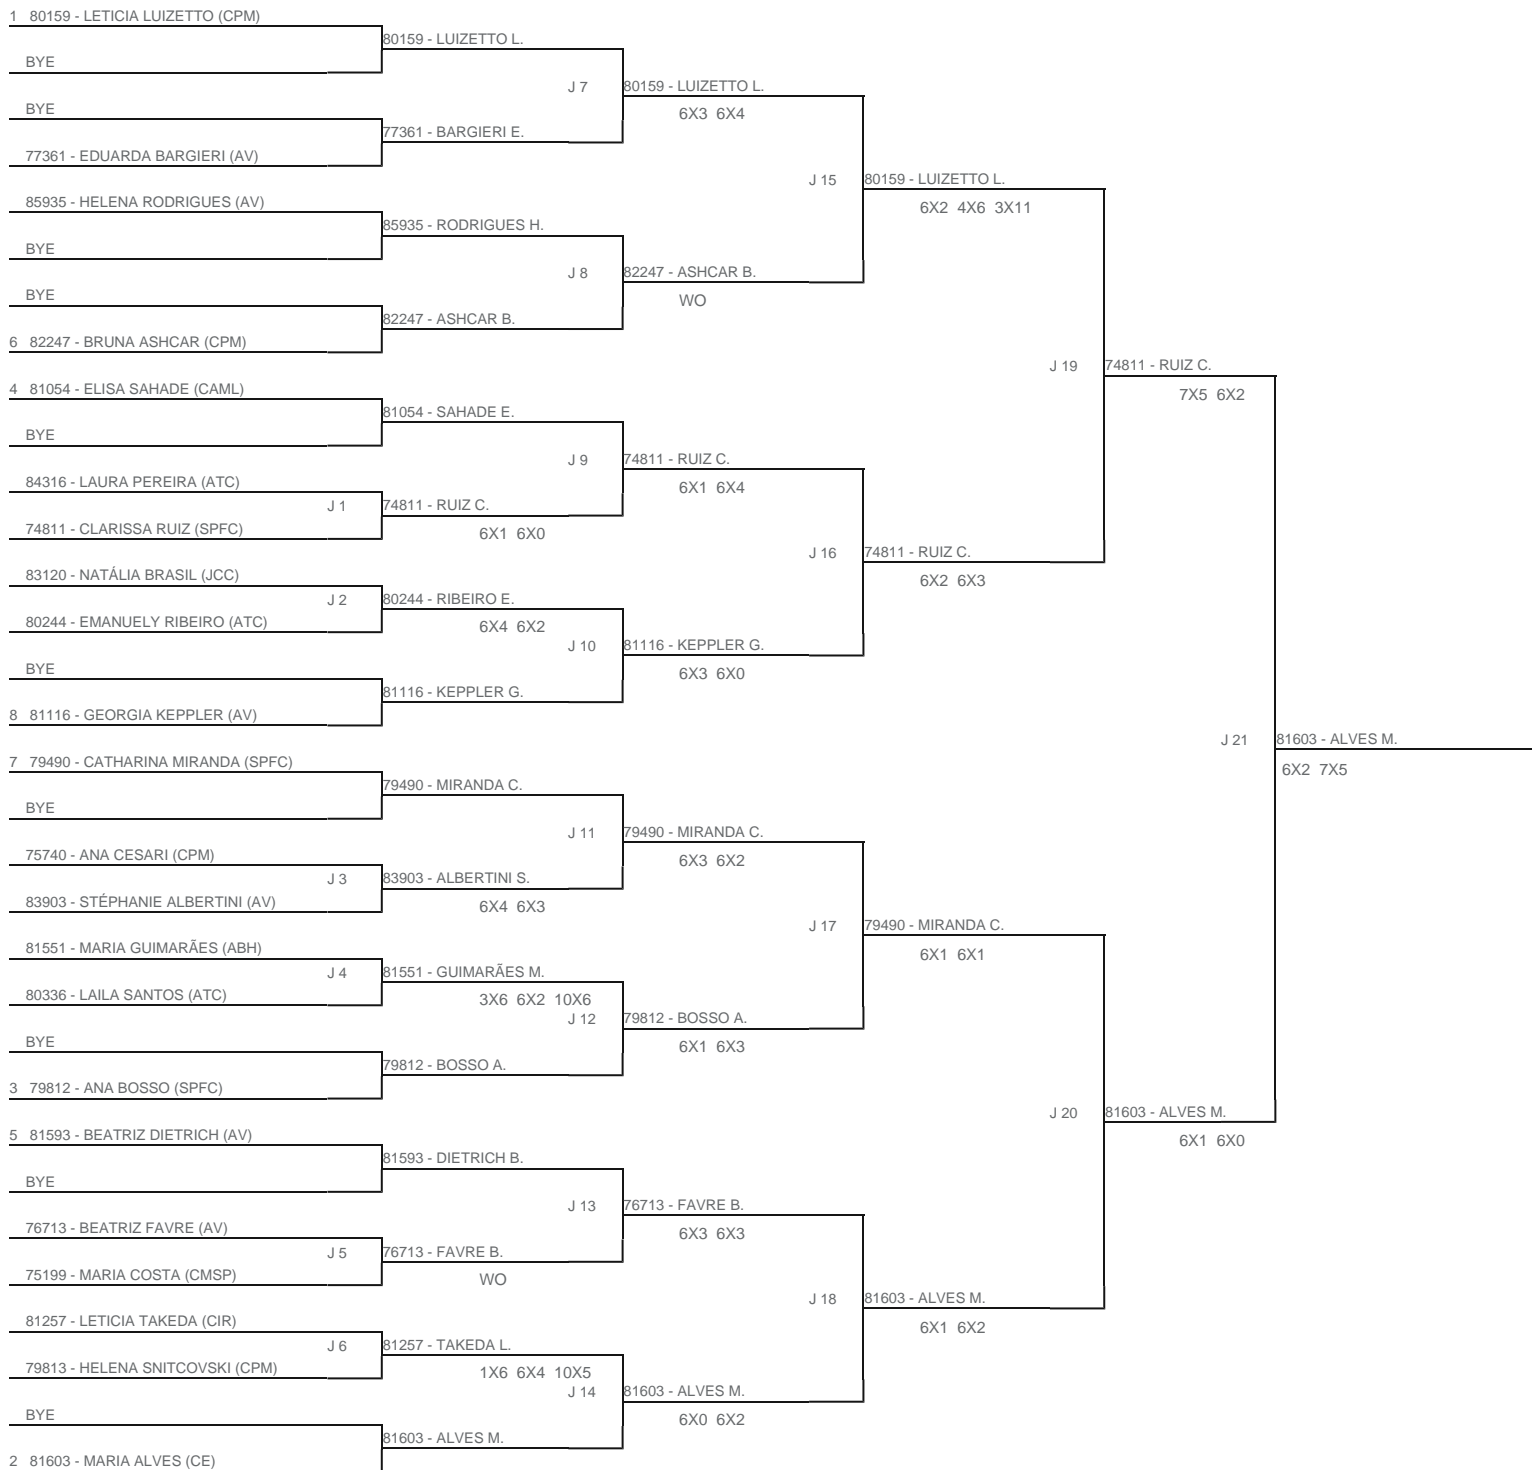 1 80159 - LETICIA LUIZETTO (CPM)
80159 - LUIZETTO L.
BYE
J 7
80159 - LUIZETTO L.
6X3 6X4
BYE
77361 - BARGIERI E.
77361 - EDUARDA BARGIERI (AV)
J 15
80159 - LUIZETTO L.
6X2 4X6 3X11
85935 - HELENA RODRIGUES (AV)
85935 - RODRIGUES H.
BYE
J 8
82247 - ASHCAR B.
WO
BYE
82247 - ASHCAR B.
6 82247 - BRUNA ASHCAR (CPM)
J 19
74811 - RUIZ C.
7X5 6X2
4 81054 - ELISA SAHADE (CAML)
81054 - SAHADE E.
BYE
J 9
74811 - RUIZ C.
6X1 6X4
84316 - LAURA PEREIRA (ATC)
J 1
74811 - RUIZ C.
6X1 6X0
74811 - CLARISSA RUIZ (SPFC)
J 16
74811 - RUIZ C.
6X2 6X3
83120 - NATÁLIA BRASIL (JCC)
J 2
80244 - RIBEIRO E.
6X4 6X2
80244 - EMANUELY RIBEIRO (ATC)
J 10
81116 - KEPPLER G.
6X3 6X0
BYE
81116 - KEPPLER G.
8 81116 - GEORGIA KEPPLER (AV)
J 21
81603 - ALVES M.
6X2 7X5
7 79490 - CATHARINA MIRANDA (SPFC)
79490 - MIRANDA C.
BYE
J 11
79490 - MIRANDA C.
6X3 6X2
75740 - ANA CESARI (CPM)
J 3
83903 - ALBERTINI S.
6X4 6X3
83903 - STÉPHANIE ALBERTINI (AV)
J 17
79490 - MIRANDA C.
6X1 6X1
81551 - MARIA GUIMARÃES (ABH)
J 4
81551 - GUIMARÃES M.
3X6 6X2 10X6
80336 - LAILA SANTOS (ATC)
J 12
79812 - BOSSO A.
6X1 6X3
BYE
79812 - BOSSO A.
3 79812 - ANA BOSSO (SPFC)
J 20
81603 - ALVES M.
6X1 6X0
5 81593 - BEATRIZ DIETRICH (AV)
81593 - DIETRICH B.
BYE
J 13
76713 - FAVRE B.
6X3 6X3
76713 - BEATRIZ FAVRE (AV)
J 5
76713 - FAVRE B.
WO
75199 - MARIA COSTA (CMSP)
J 18
81603 - ALVES M.
6X1 6X2
81257 - LETICIA TAKEDA (CIR)
J 6
81257 - TAKEDA L.
1X6 6X4 10X5
79813 - HELENA SNITCOVSKI (CPM)
J 14
81603 - ALVES M.
6X0 6X2
BYE
81603 - ALVES M.
2 81603 - MARIA ALVES (CE)